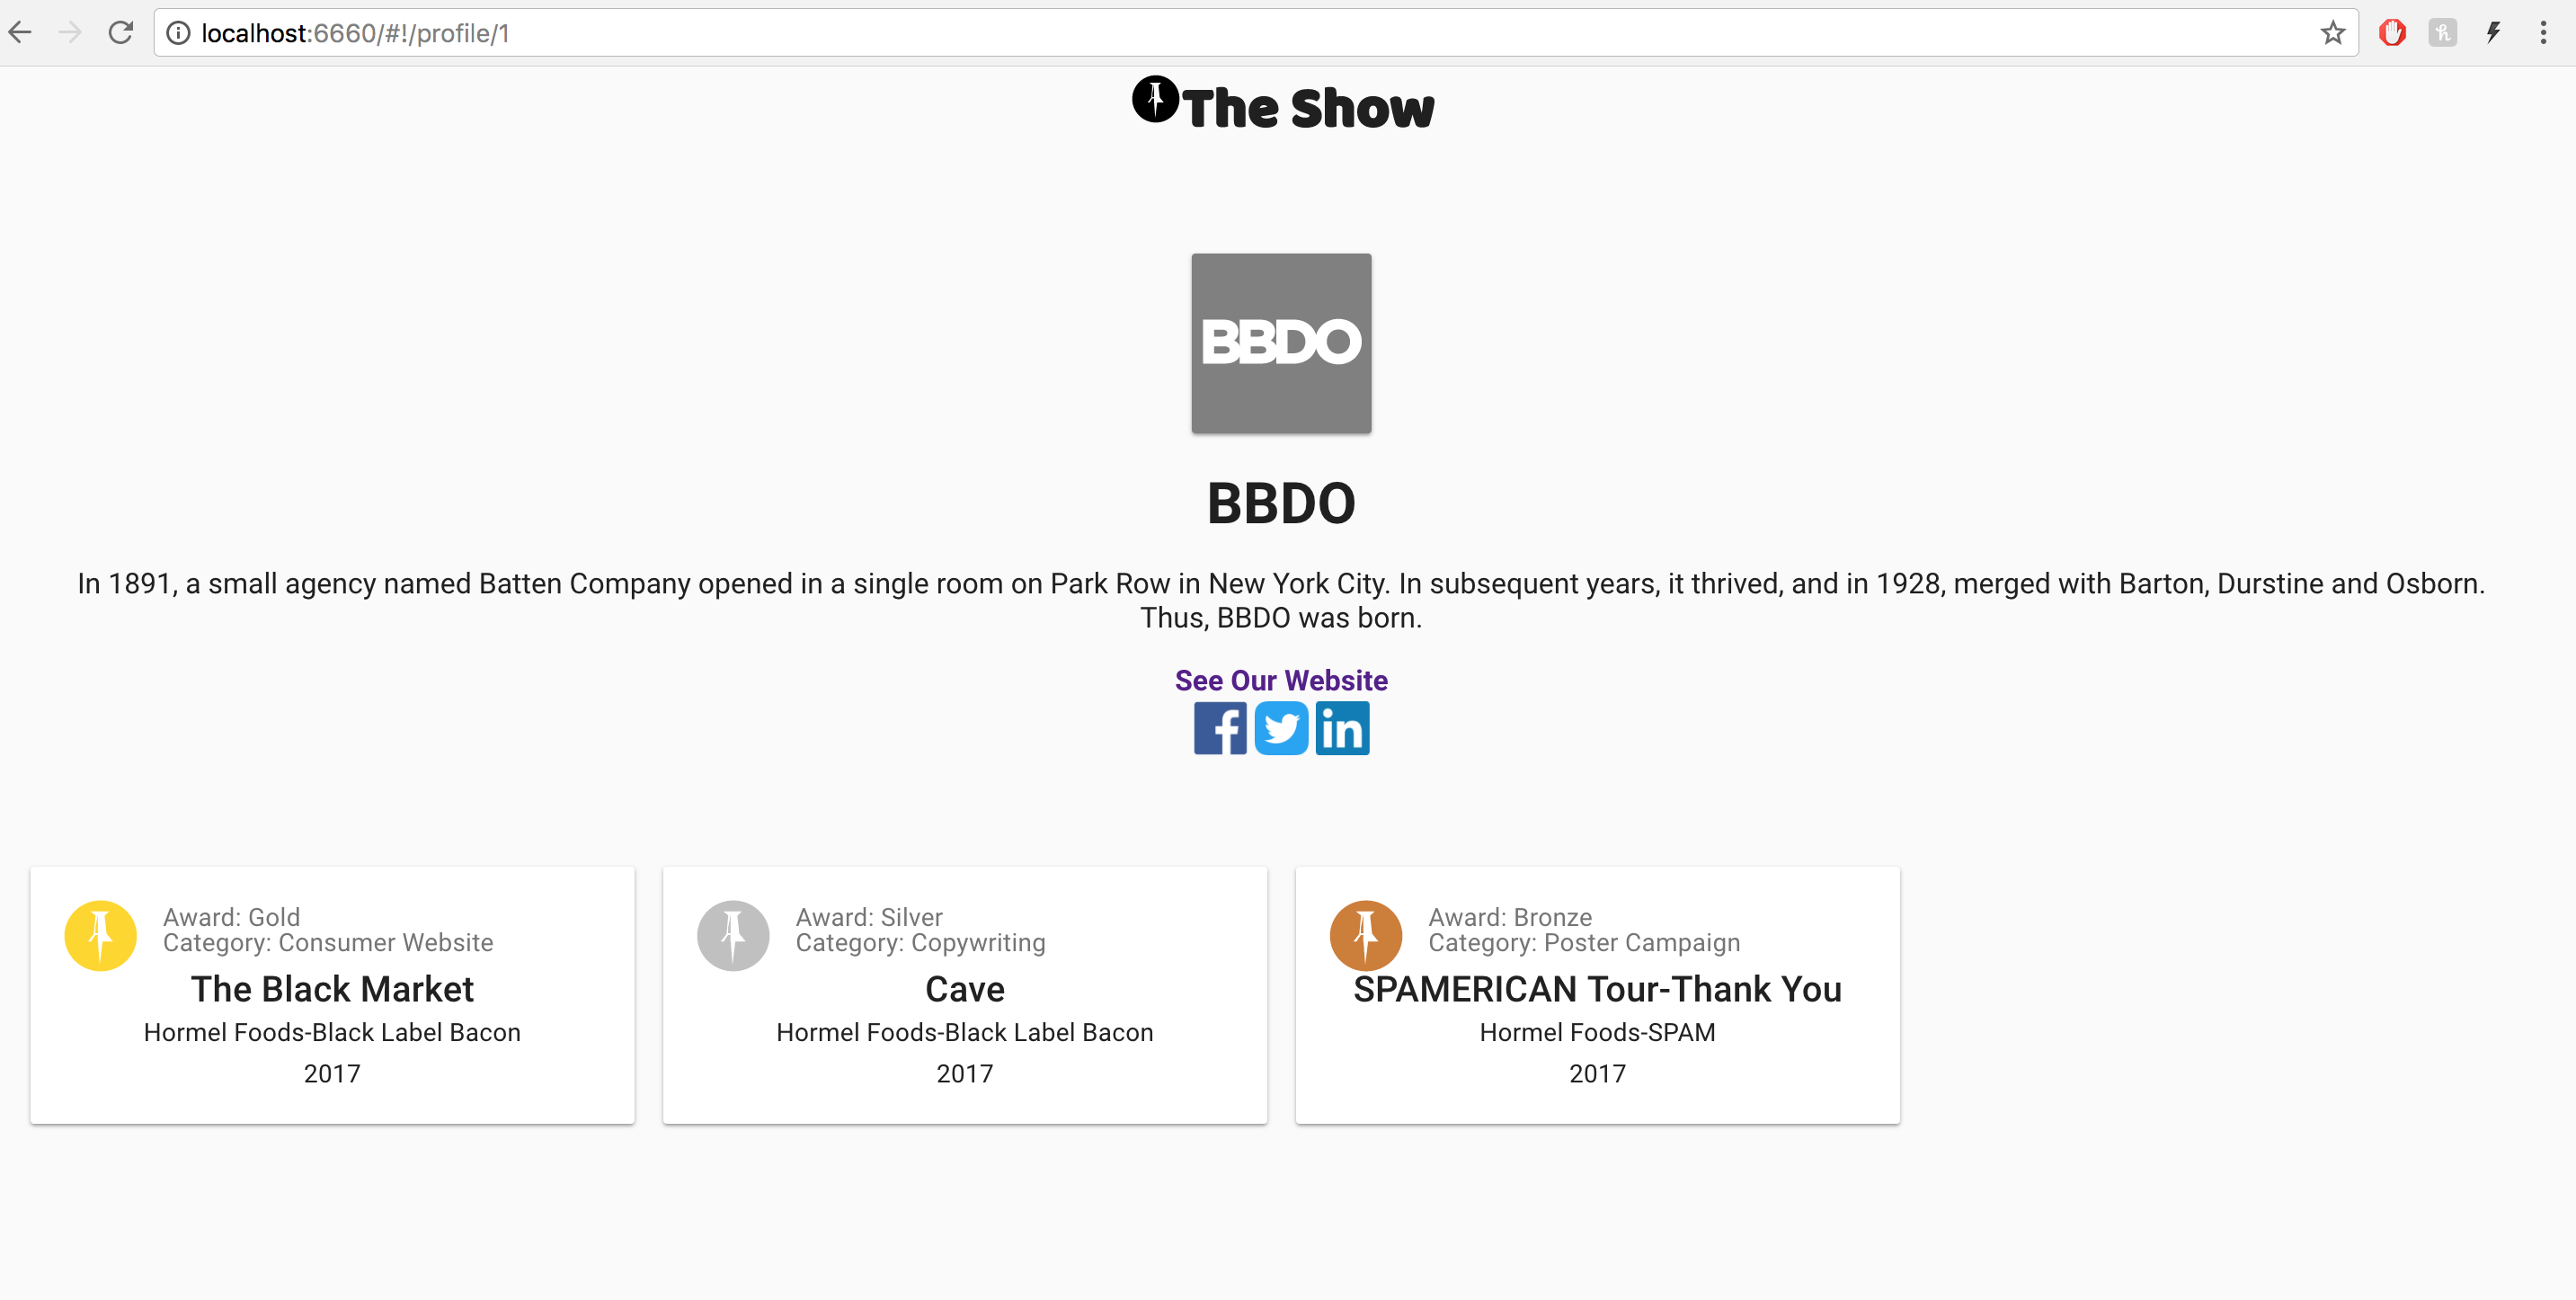 localhost:6660/#!/profile/1
The Show
BBDO
BBDO
In 1891, a small agency named Batten Company opened in a single room on Park Row in New York City. In subsequent years, it thrived, and in 1928, merged with Barton, Durstine and Osborn.
Thus, BBDO was born.
See Our Website
f
in
Award: Gold
Category: Consumer Website
The Black Market
Hormel Foods-Black Label Bacon
2017
Award: Silver
Category: Copywriting
Cave
Hormel Foods-Black Label Bacon
2017
Award: Bronze
Category: Poster Campaign
SPAMERICAN Tour-Thank You
Hormel Foods-SPAM
2017